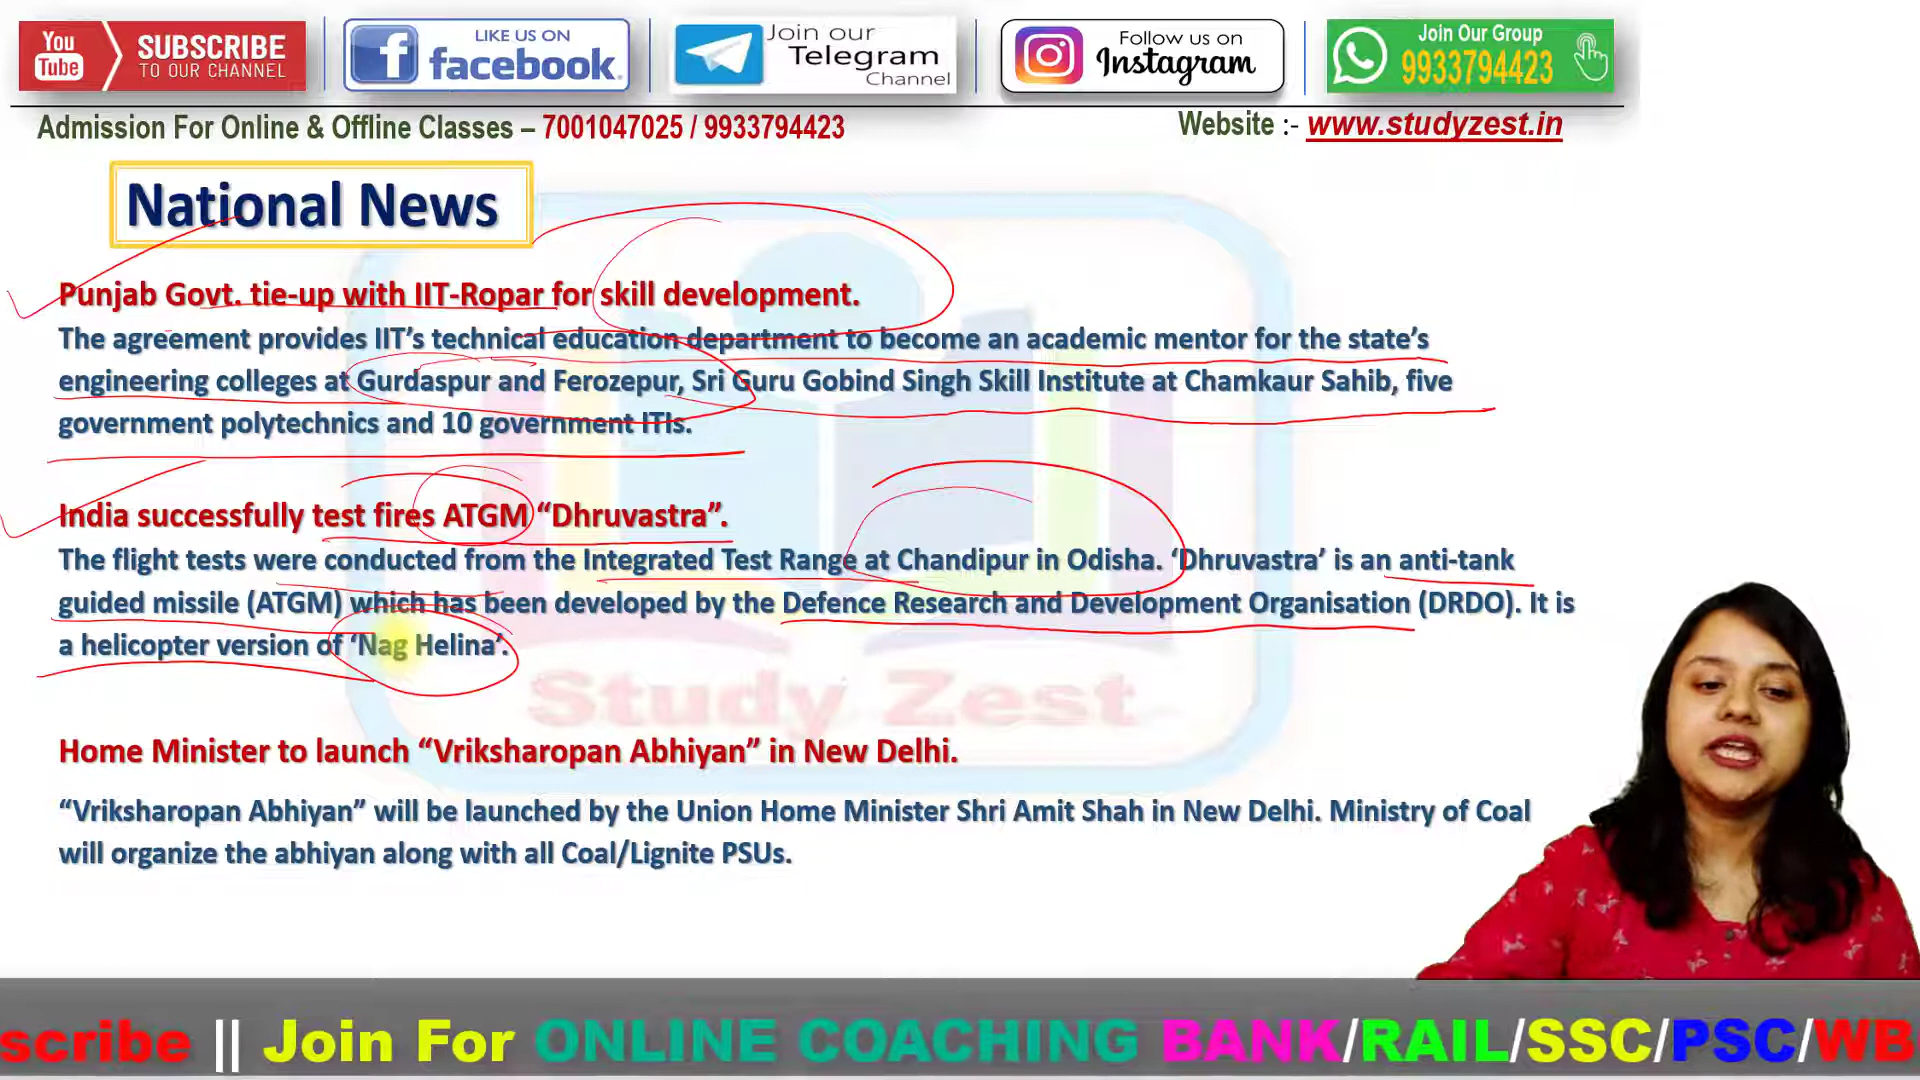 You Tube SUBSCRIBE TO OUR CHANNEL
LIKE US ON facebook.
Join our Telegram Channel
Follow us on Instagram
Join Our Group 9933794423
Admission For Online & Offline Classes – 7001047025 / 9933794423
Website :- www.studyzest.in
National News
Punjab Govt. tie-up with IIT-Ropar for skill development.
The agreement provides IIT’s technical education department to become an academic mentor for the state’s
engineering colleges at Gurdaspur and Ferozepur, Sri Guru Gobind Singh Skill Institute at Chamkaur Sahib, five
government polytechnics and 10 government ITIs.
India successfully test fires ATGM “Dhruvastra”.
The flight tests were conducted from the Integrated Test Range at Chandipur in Odisha. ‘Dhruvastra’ is an anti-tank
guided missile (ATGM) which has been developed by the Defence Research and Development Organisation (DRDO). It is
a helicopter version of ‘Nag Helina’.
Study Zest
Home Minister to launch “Vriksharopan Abhiyan” in New Delhi.
“Vriksharopan Abhiyan” will be launched by the Union Home Minister Shri Amit Shah in New Delhi. Ministry of Coal
will organize the abhiyan along with all Coal/Lignite PSUs.
scribe || Join For ONLINE COACHING BANK/RAIL/SSC/PSC/WB